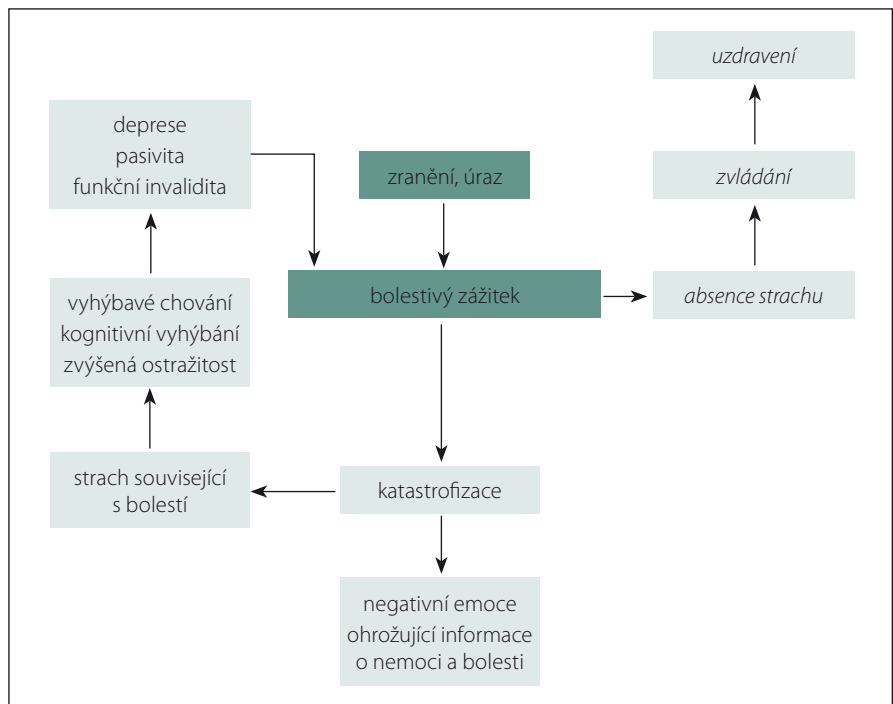 uzdravení
deprese
pasivita
funkční invalidita
zranění, úraz
zvládání
bolestivý zážitek
absence strachu
vyhýbavé chování
kognitivní vyhýbání
zvýšená ostražitost
strach související
s bolestí
katastrofizace
negativní emoce
ohrožující informace
o nemoci a bolesti